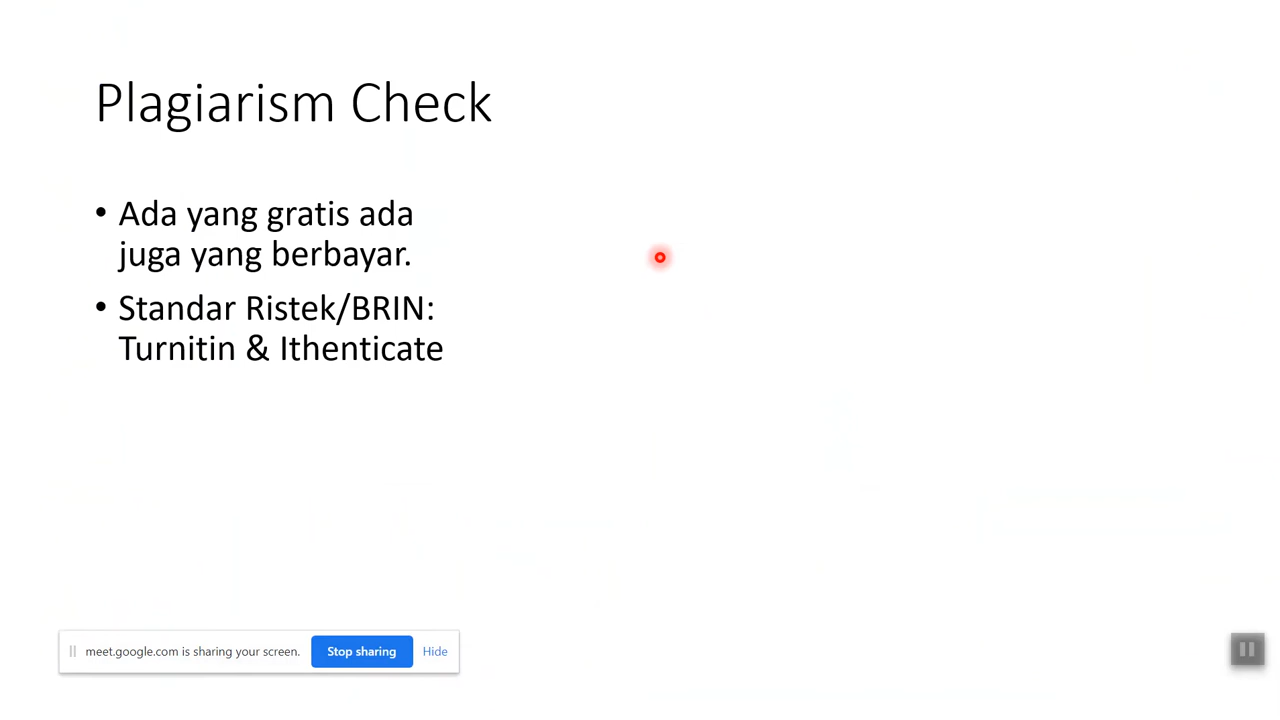 Plagiarism Check
• Ada yang gratis ada
juga yang berbayar.
• Standar Ristek/BRIN:
Turnitin & Ithenticate
meet.google.com is sharing your screen.
Stop sharing
Hide